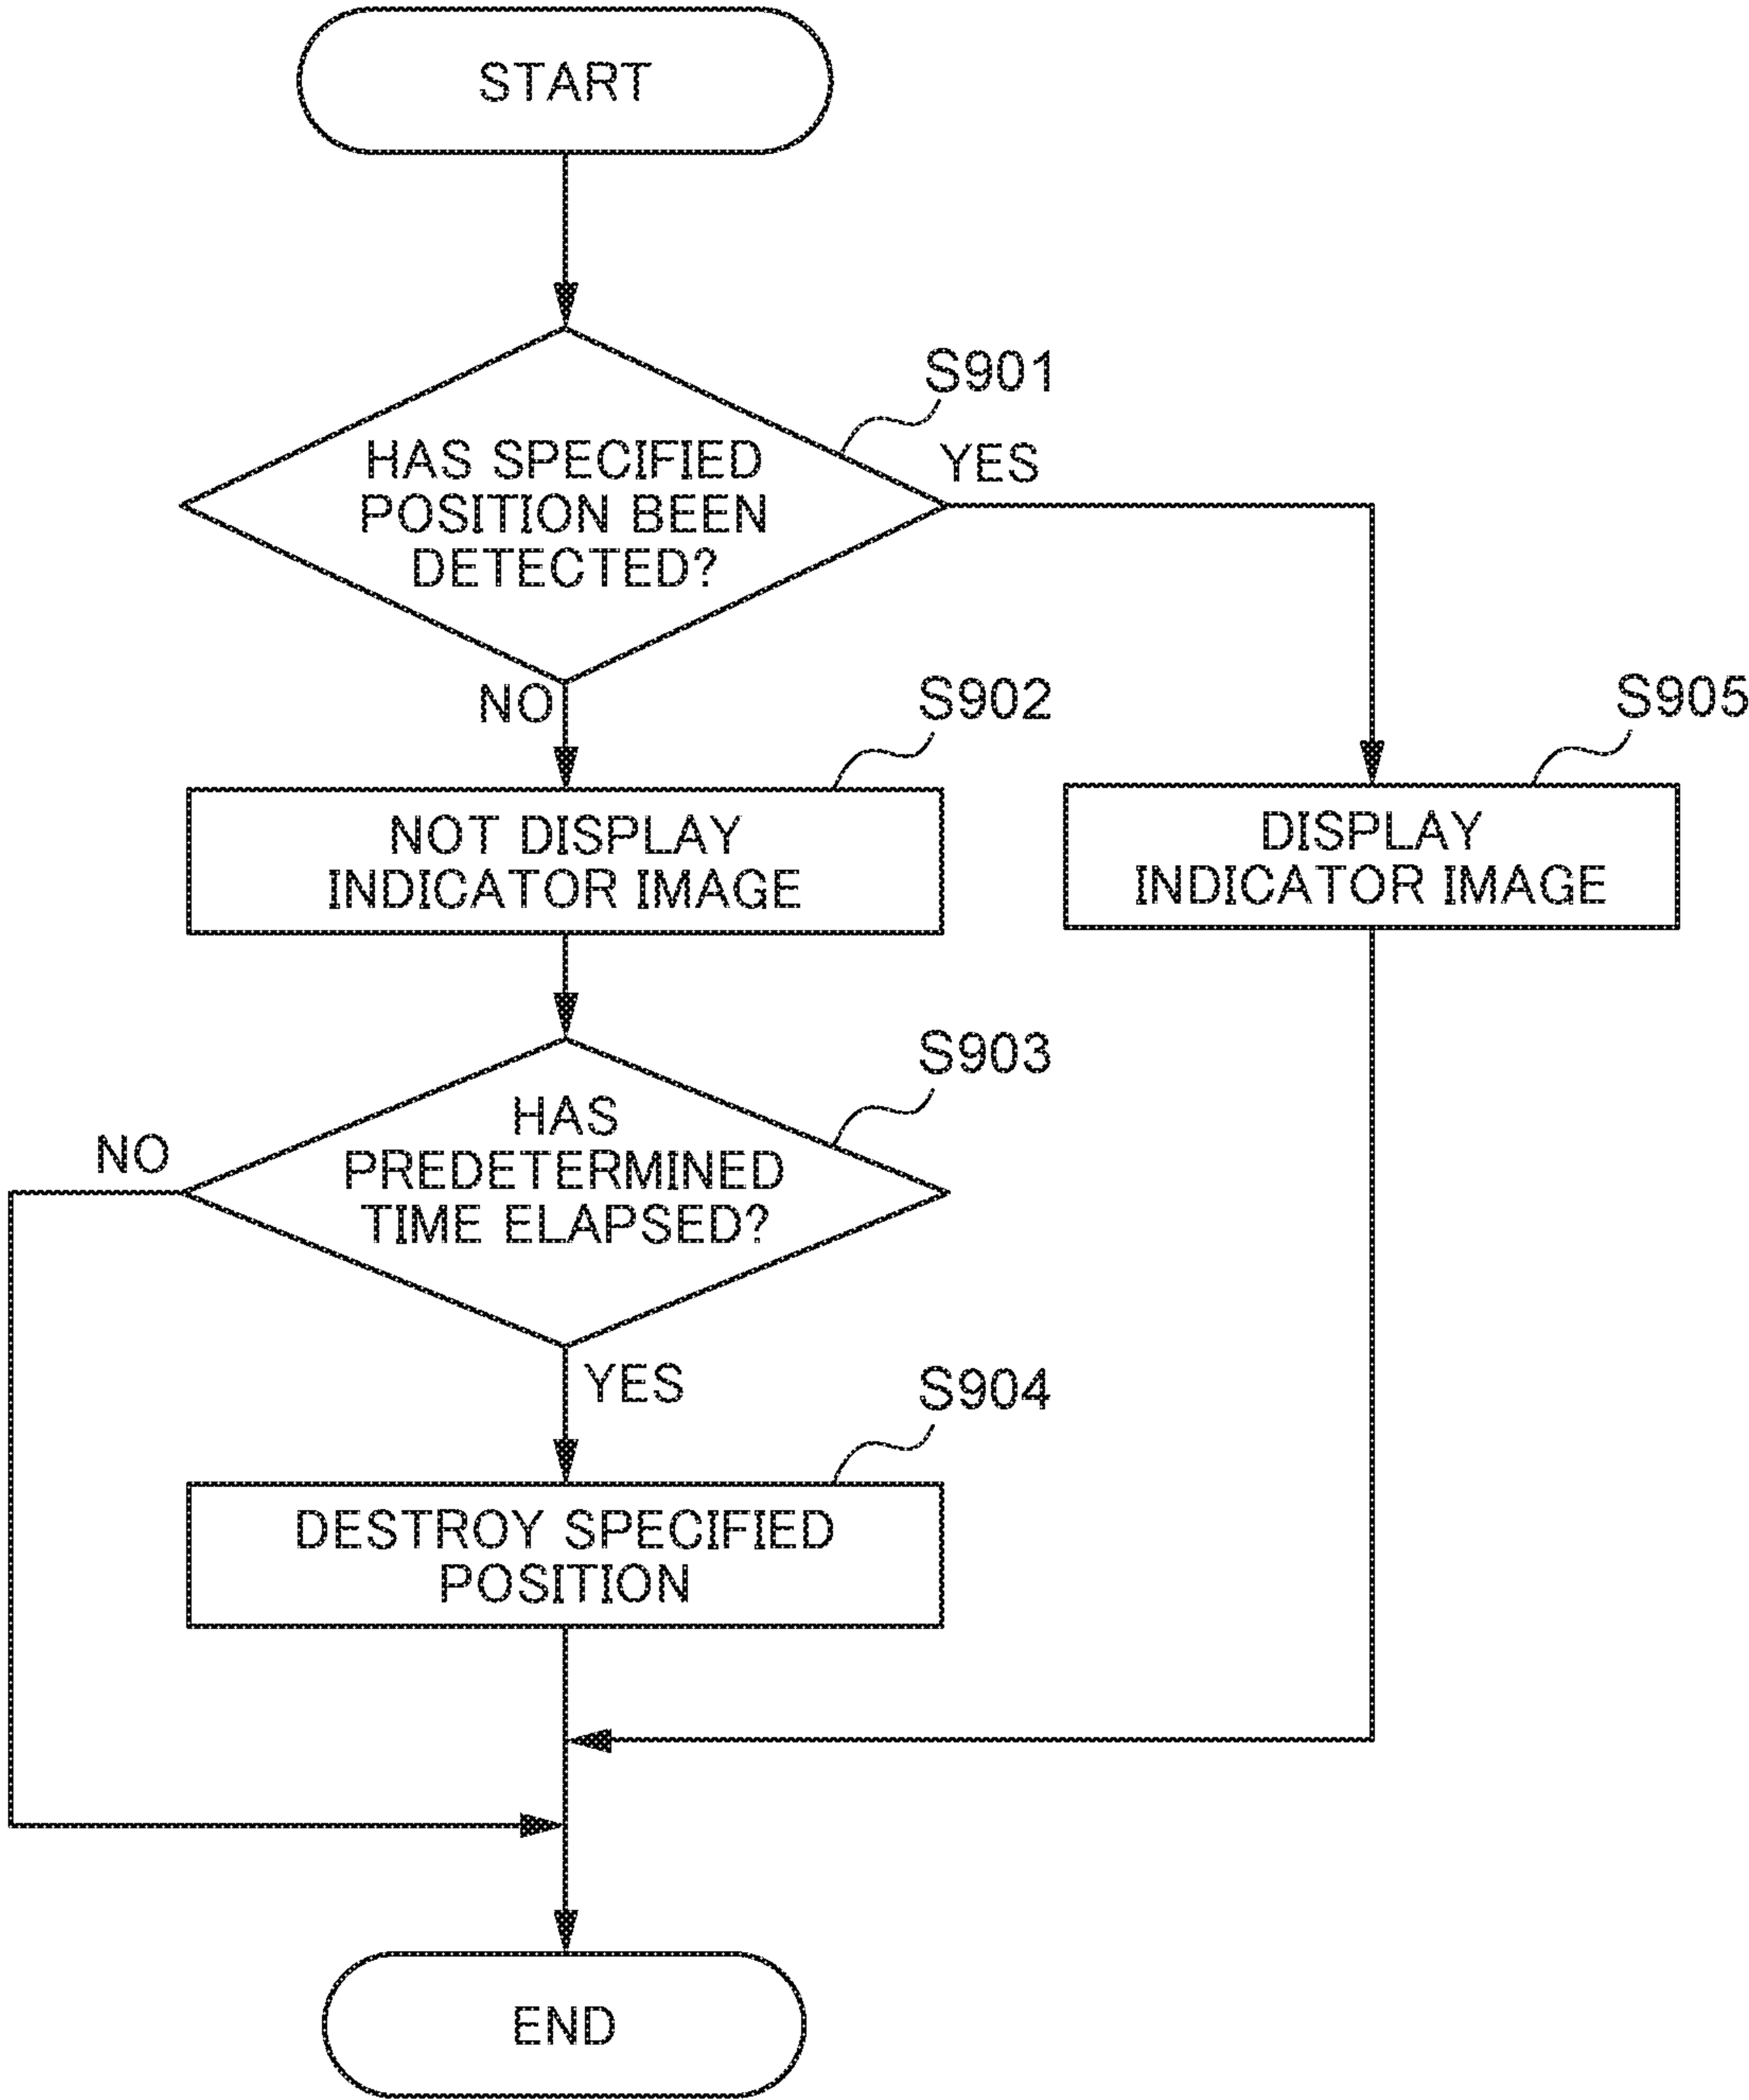 START
S901
HAS SPECIFIED
POSITION BEEN
DETECTED?
YES
NO
S902
NOT DISPLAY
INDICATOR IMAGE
S905
DISPLAY
INDICATOR IMAGE
S903
HAS
PREDETERMINED
TIME ELAPSED?
NO
YES
S904
DESTROY SPECIFIED
POSITION
END